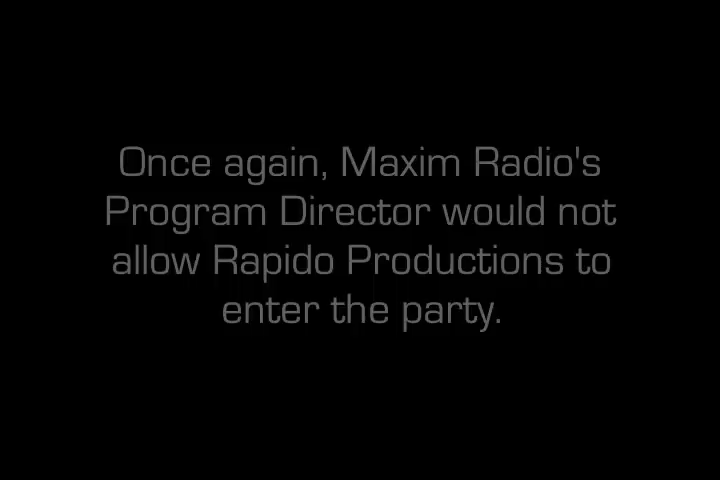 Once again, Maxim Radio's
Program Director would not
allow Rapido Productions to
enter the party.